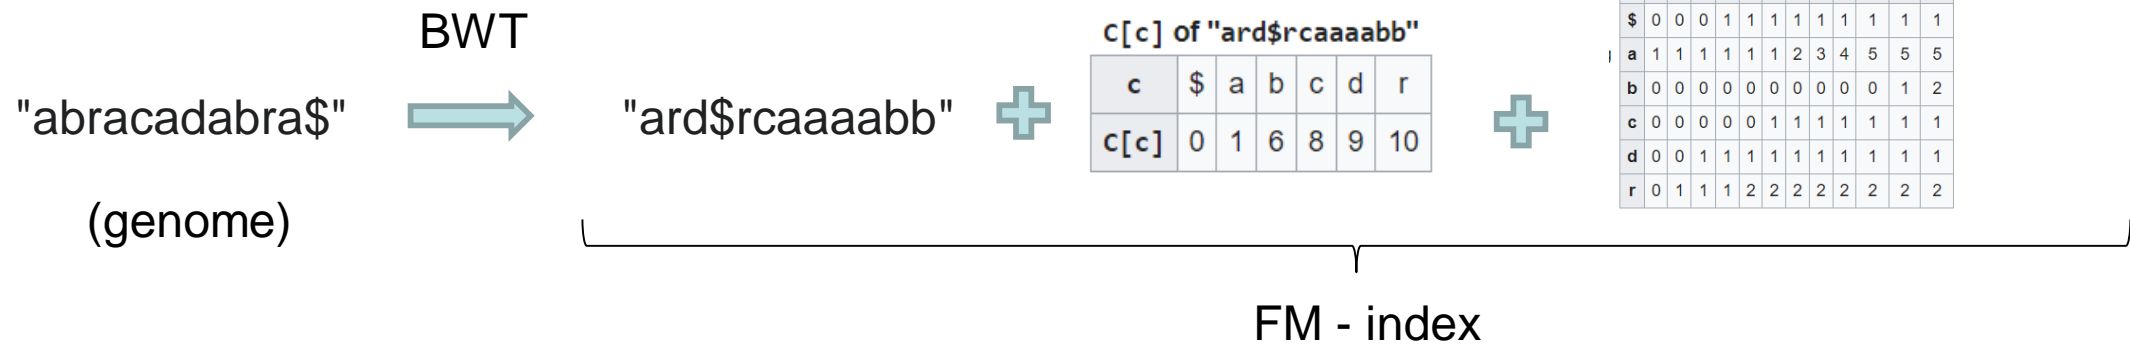 BWT
"abracadabra$"
(genome)
"ard$rcaaaabb"
C[c] of "ard$rcaaaabb"
c $ a b c d r
C[c] 0 1 6 8 9 10
$ 0 0 0 1 1 1 1 1 1 1 1 1
a 1 1 1 1 1 1 2 3 4 5 5 5
b 0 0 0 0 0 0 0 0 0 0 1 2
c 0 0 0 0 0 1 1 1 1 1 1 1
d 0 0 1 1 1 1 1 1 1 1 1 1
r 0 1 1 1 2 2 2 2 2 2 2 2
FM - index